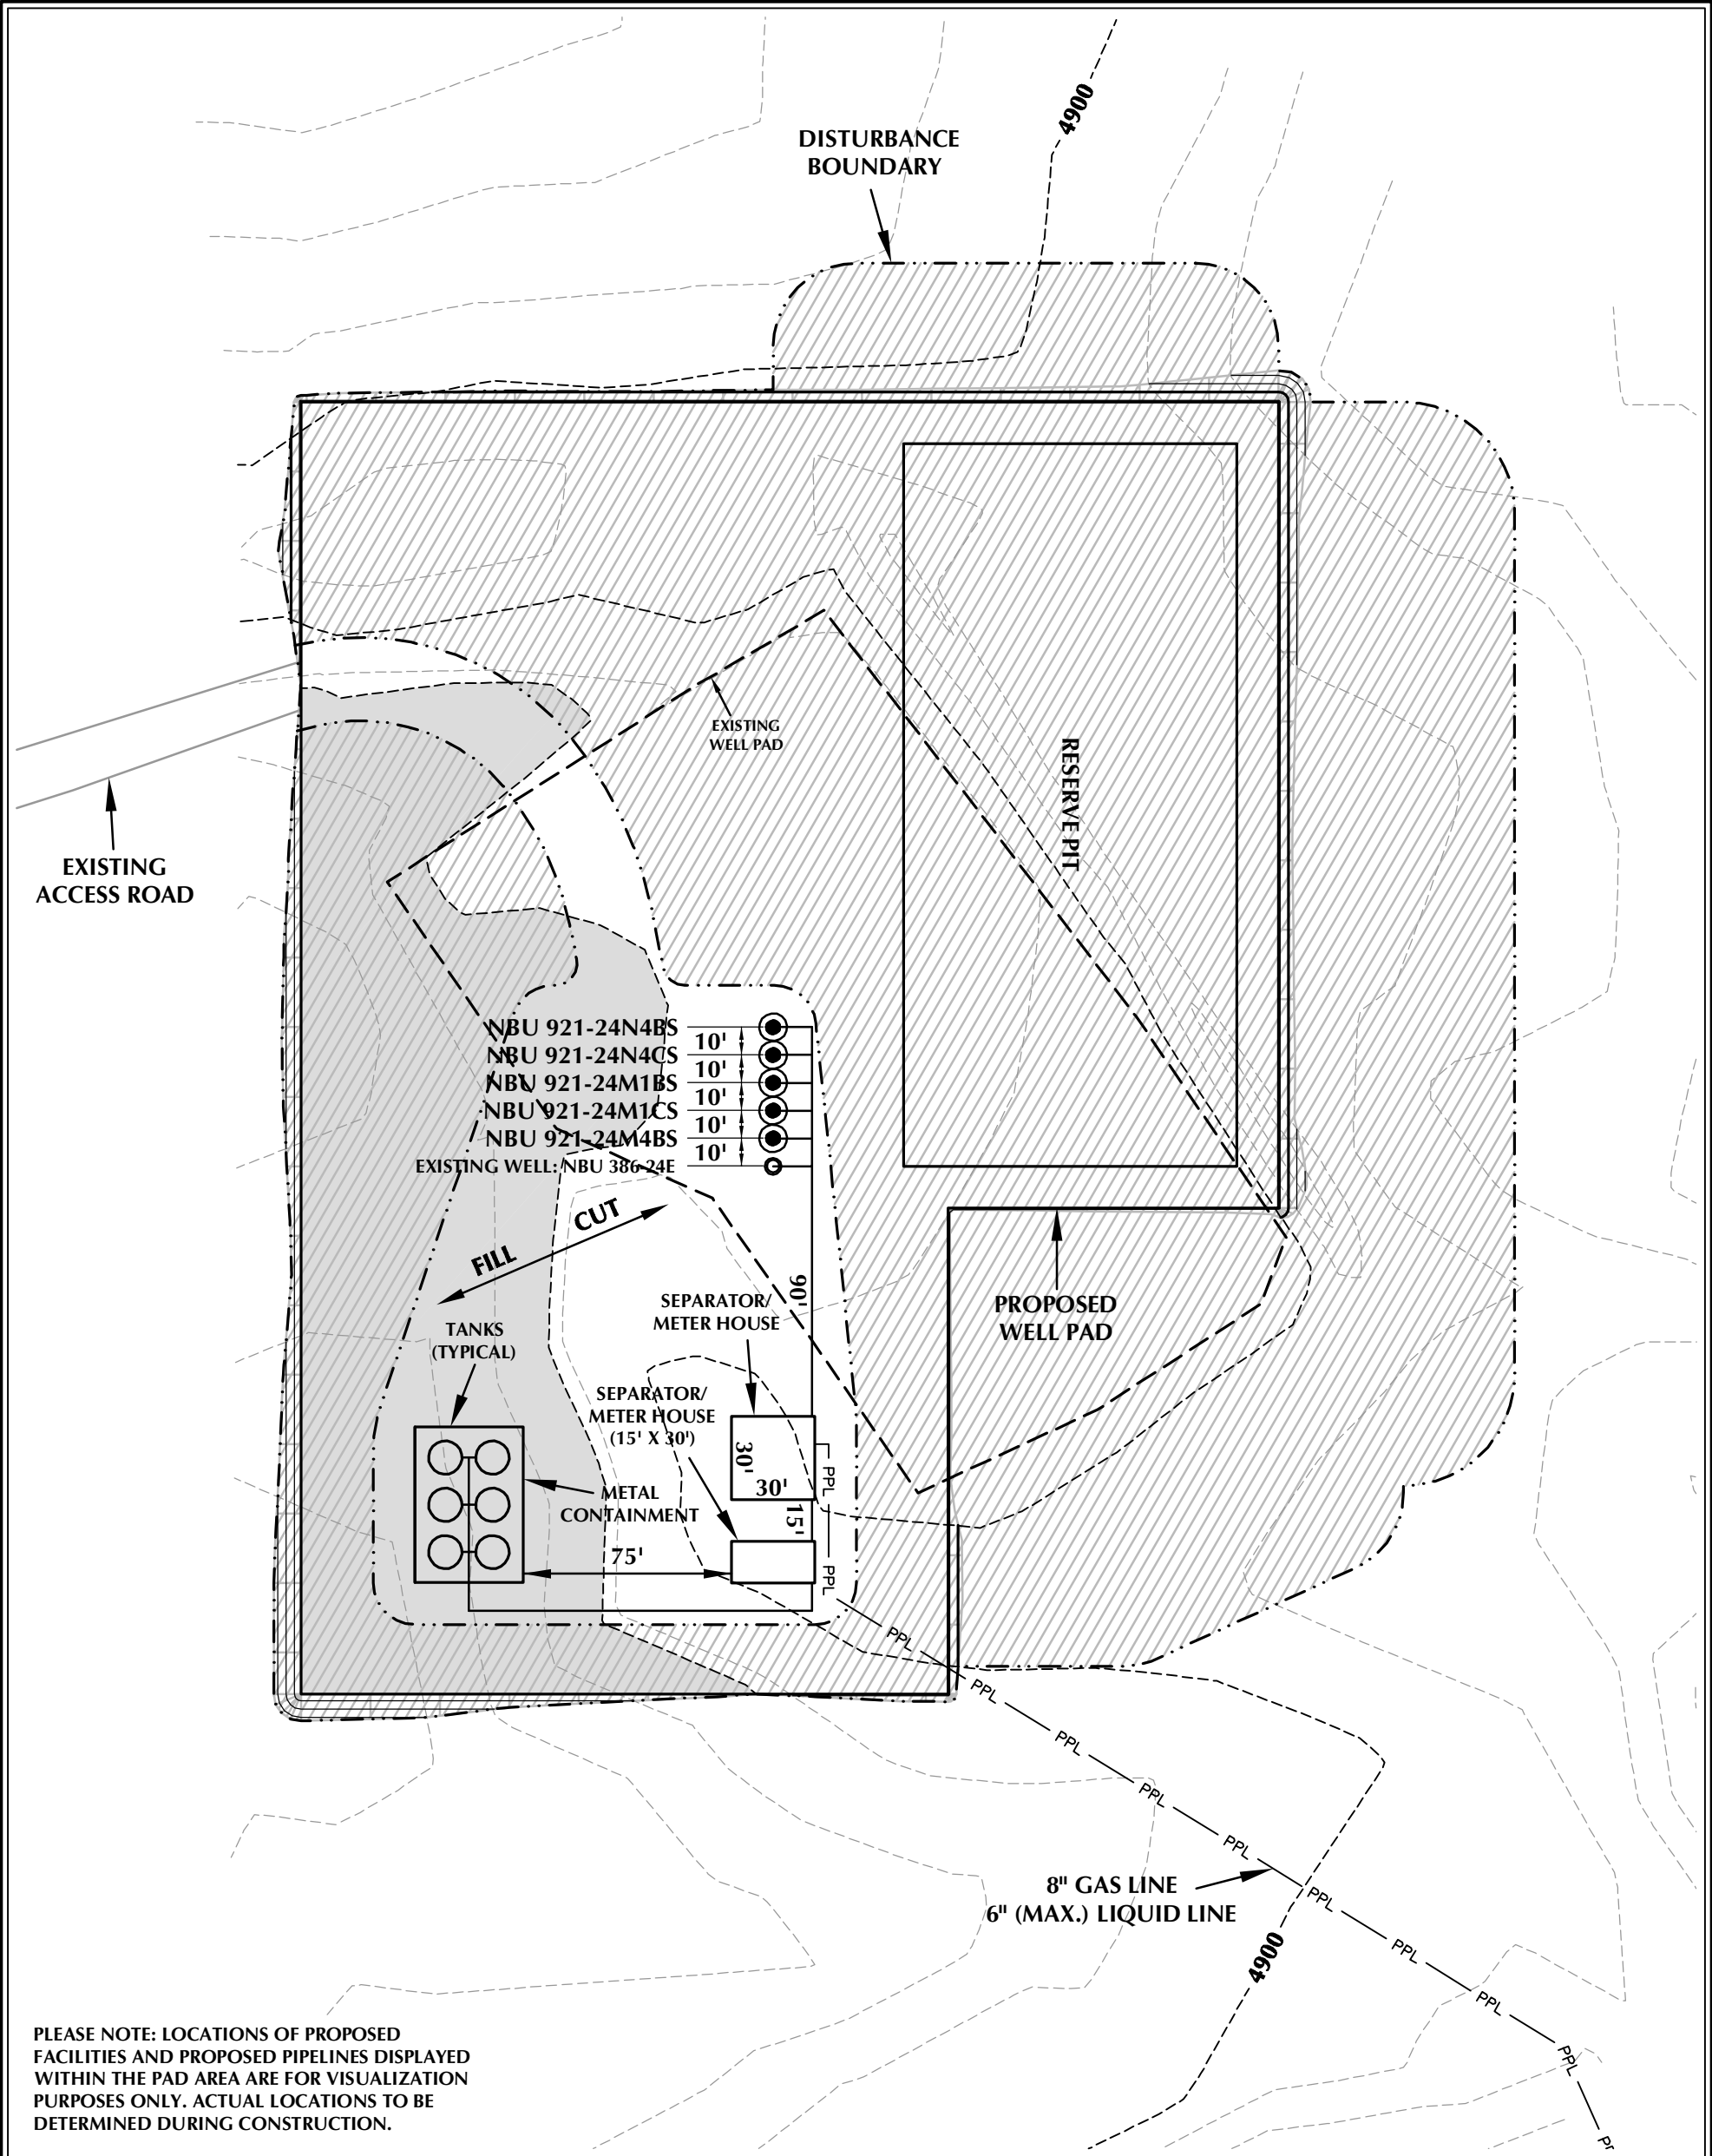 4900
DISTURBANCE
BOUNDARY
EXISTING
WELL PAD
RESERVE PIT
EXISTING
ACCESS ROAD
NBU 921-24N4BS
10'
NBU 921-24N4CS
10'
NBU 921-24M1BS
10'
NBU 921-24M1CS
10'
NBU 921-24M4BS
10'
EXISTING WELL: NBU 386-24E
CUT
FILL
90'
SEPARATOR/
METER HOUSE
PROPOSED
WELL PAD
TANKS
(TYPICAL)
SEPARATOR/
METER HOUSE
(15' X 30')
30'
30'
PPL
METAL
CONTAINMENT
15'
75'
PPL
PPL
PPL
PPL
PPL
PPL
8" GAS LINE
6" (MAX.) LIQUID LINE
PPL
4900
PPL
PPL
PPL
PLEASE NOTE: LOCATIONS OF PROPOSED
FACILITIES AND PROPOSED PIPELINES DISPLAYED
WITHIN THE PAD AREA ARE FOR VISUALIZATION
PURPOSES ONLY. ACTUAL LOCATIONS TO BE
DETERMINED DURING CONSTRUCTION.